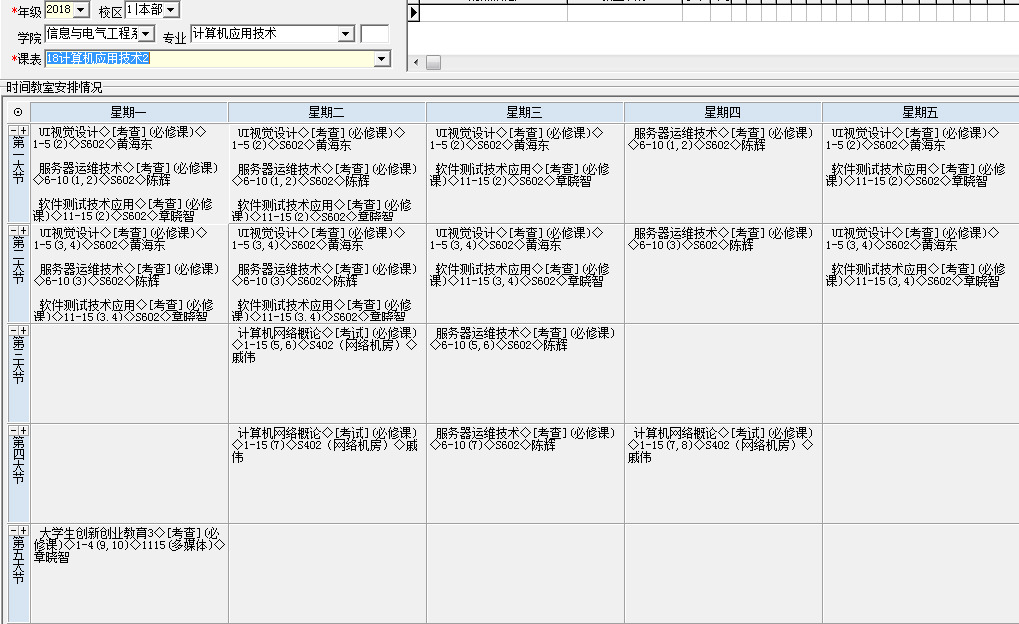 *年级 2018 校区 1|本部
学院 信息与电气工程系 专业 计算机应用技术
*课表 18计算机应用技术2
时间教室安排情况
星期一 星期二 星期三 星期四 星期五
第一大节
UI视觉设计◇[考查](必修课)◇
1-5(2)◇S602◇黄海东
服务器运维技术◇[考查](必修课)
◇6-10(1,2)◇S602◇陈辉
软件测试技术应用◇[考查](必修
课)◇11-15(2)◇S602◇章晓智
UI视觉设计◇[考查](必修课)◇
1-5(2)◇S602◇黄海东
服务器运维技术◇[考查](必修课)
◇6-10(1,2)◇S602◇陈辉
软件测试技术应用◇[考查](必修
课)◇11-15(2)◇S602◇章晓智
UI视觉设计◇[考查](必修课)◇
1-5(2)◇S602◇黄海东
软件测试技术应用◇[考查](必修
课)◇11-15(2)◇S602◇章晓智
服务器运维技术◇[考查](必修课)
◇6-10(1,2)◇S602◇陈辉
UI视觉设计◇[考查](必修课)◇
1-5(2)◇S602◇黄海东
软件测试技术应用◇[考查](必修
课)◇11-15(2)◇S602◇章晓智
第二大节
UI视觉设计◇[考查](必修课)◇
1-5(3,4)◇S602◇黄海东
服务器运维技术◇[考查](必修课)
◇6-10(3)◇S602◇陈辉
软件测试技术应用◇[考查](必修
课)◇11-15(3,4)◇S602◇章晓智
UI视觉设计◇[考查](必修课)◇
1-5(3,4)◇S602◇黄海东
服务器运维技术◇[考查](必修课)
◇6-10(3)◇S602◇陈辉
软件测试技术应用◇[考查](必修
课)◇11-15(3,4)◇S602◇章晓智
UI视觉设计◇[考查](必修课)◇
1-5(3,4)◇S602◇黄海东
软件测试技术应用◇[考查](必修
课)◇11-15(3,4)◇S602◇章晓智
服务器运维技术◇[考查](必修课)
◇6-10(3)◇S602◇陈辉
UI视觉设计◇[考查](必修课)◇
1-5(3,4)◇S602◇黄海东
软件测试技术应用◇[考查](必修
课)◇11-15(3,4)◇S602◇章晓智
第三大节
计算机网络概论◇[考试](必修课)
◇1-15(5,6)◇S402（网络机房）◇
戚伟
服务器运维技术◇[考查](必修课)
◇6-10(5,6)◇S602◇陈辉
第四大节
计算机网络概论◇[考试](必修课)
◇1-15(7)◇S402（网络机房）◇戚
伟
服务器运维技术◇[考查](必修课)
◇6-10(7)◇S602◇陈辉
计算机网络概论◇[考试](必修课)
◇1-15(7,8)◇S402（网络机房）◇
戚伟
第五大节
大学生创新创业教育3◇[考查](必
修课)◇1-4(9,10)◇1115(多媒体)◇
章晓智